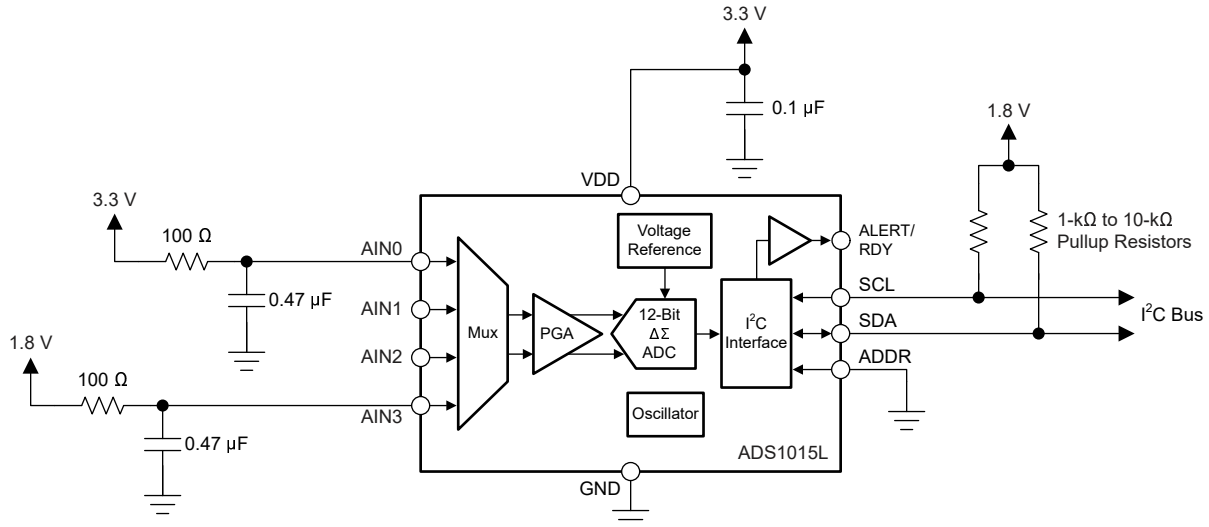 3.3 V
0.1 µF
1.8 V
VDD
3.3 V
1-kΩ to 10-kΩ
Pullup Resistors
100 Ω
AIN0
Voltage
Reference
ALERT/
RDY
0.47 µF
AIN1
SCL
I²C Bus
Mux
PGA
12-Bit
ΔΣ
ADC
I²C
Interface
SDA
1.8 V
AIN2
ADDR
100 Ω
AIN3
Oscillator
0.47 µF
ADS1015L
GND